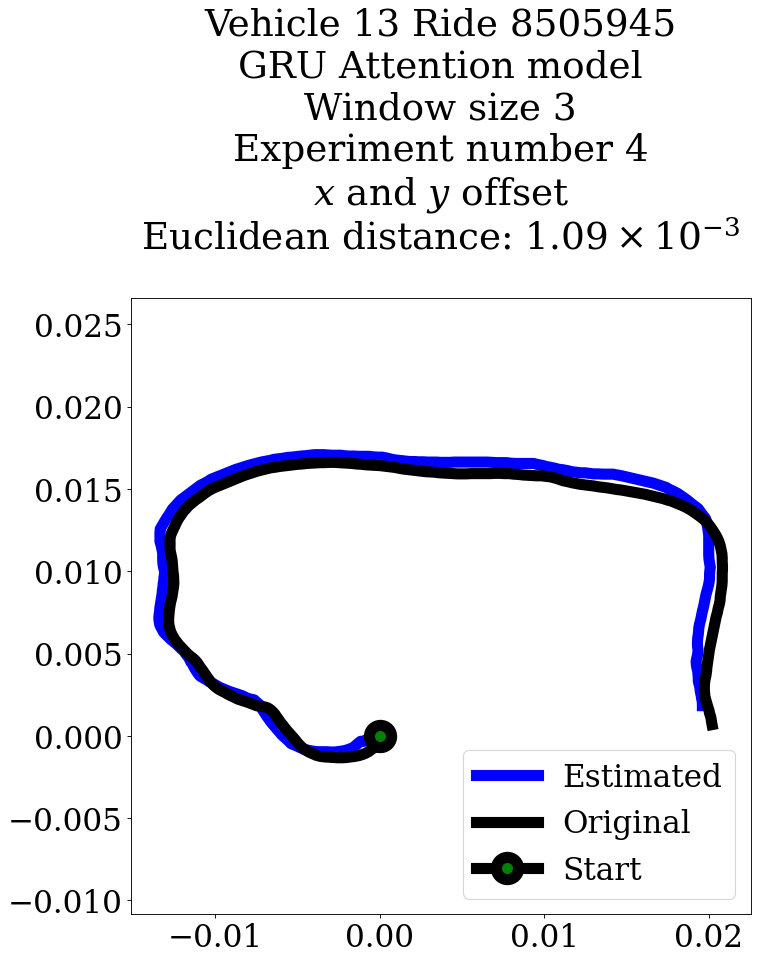 Vehicle 13 Ride 8505945
GRU Attention model
Window size 3
Experiment number 4
x and y offset
Euclidean distance: 1.09 × 10⁻³
0.025
0.020
0.015
0.010
0.005
0.000
−0.005
−0.010
−0.01 0.00 0.01 0.02
Estimated
Original
Start